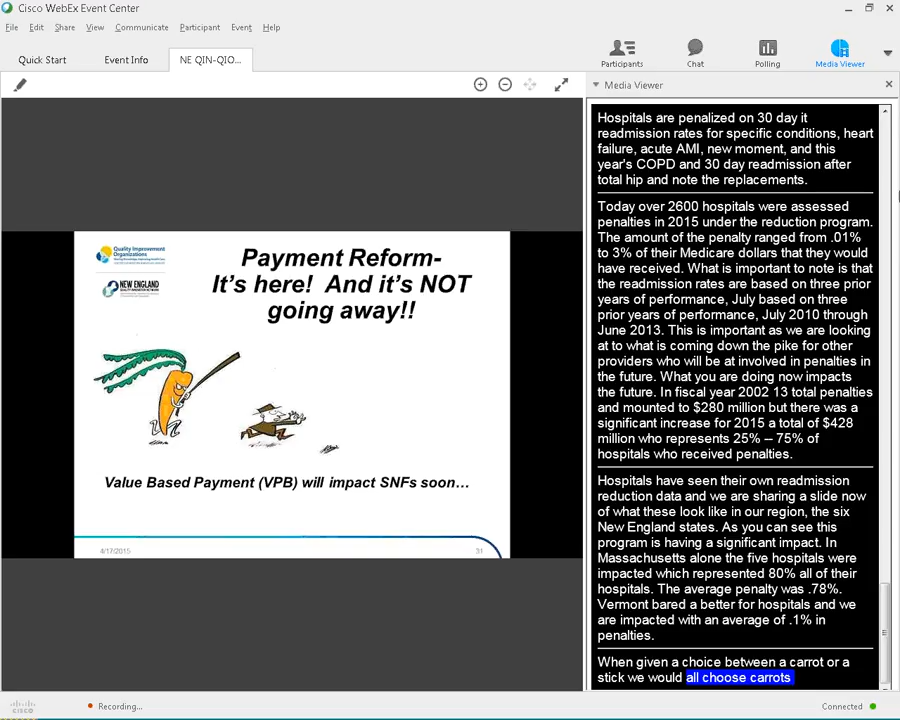 Cisco WebEx Event Center
File Edit Share View Communicate Participant Event Help
Quick Start Event Info NE QIN-QIO...
Participants Chat Polling Media Viewer
Media Viewer
Quality Improvement
Organizations
NEW ENGLAND
Payment Reform-
It's here! And it's NOT
going away!!
Value Based Payment (VPB) will impact SNFs soon...
4/17/2015 31
Hospitals are penalized on 30 day it
readmission rates for specific conditions, heart
failure, acute AMI, new moment, and this
year's COPD and 30 day readmission after
total hip and note the replacements.
Today over 2600 hospitals were assessed
penalties in 2015 under the reduction program.
The amount of the penalty ranged from .01%
to 3% of their Medicare dollars that they would
have received. What is important to note is that
the readmission rates are based on three prior
years of performance, July based on three
prior years of performance, July 2010 through
June 2013. This is important as we are looking
at to what is coming down the pike for other
providers who will be at involved in penalties in
the future. What you are doing now impacts
the future. In fiscal year 2002 13 total penalties
and mounted to $280 million but there was a
significant increase for 2015 a total of $428
million who represents 25% – 75% of
hospitals who received penalties.
Hospitals have seen their own readmission
reduction data and we are sharing a slide now
of what these look like in our region, the six
New England states. As you can see this
program is having a significant impact. In
Massachusetts alone the five hospitals were
impacted which represented 80% all of their
hospitals. The average penalty was .78%.
Vermont bared a better for hospitals and we
are impacted with an average of .1% in
penalties.
When given a choice between a carrot or a
stick we would all choose carrots
cisco Recording... Connected